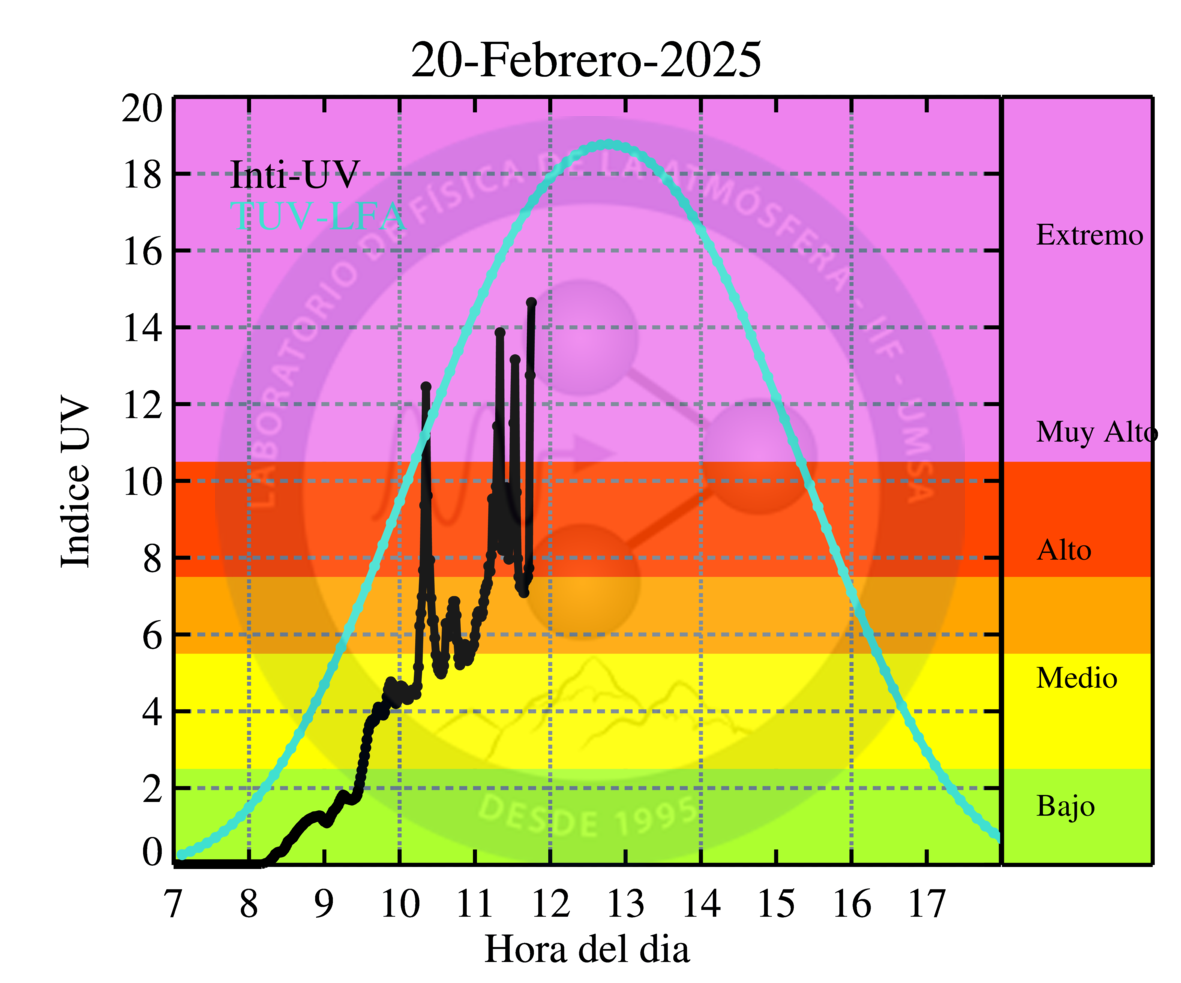 20-Febrero-2025
Indice UV
20
18
16
14
12
10
8
6
4
2
0
Inti-UV
TUV-LFA
LABORATORIO DE FÍSICA DE LA ATMÓSFERA - IIF - UMSA
DESDE 1995
Extremo
Muy Alto
Alto
Medio
Bajo
7 8 9 10 11 12 13 14 15 16 17
Hora del dia